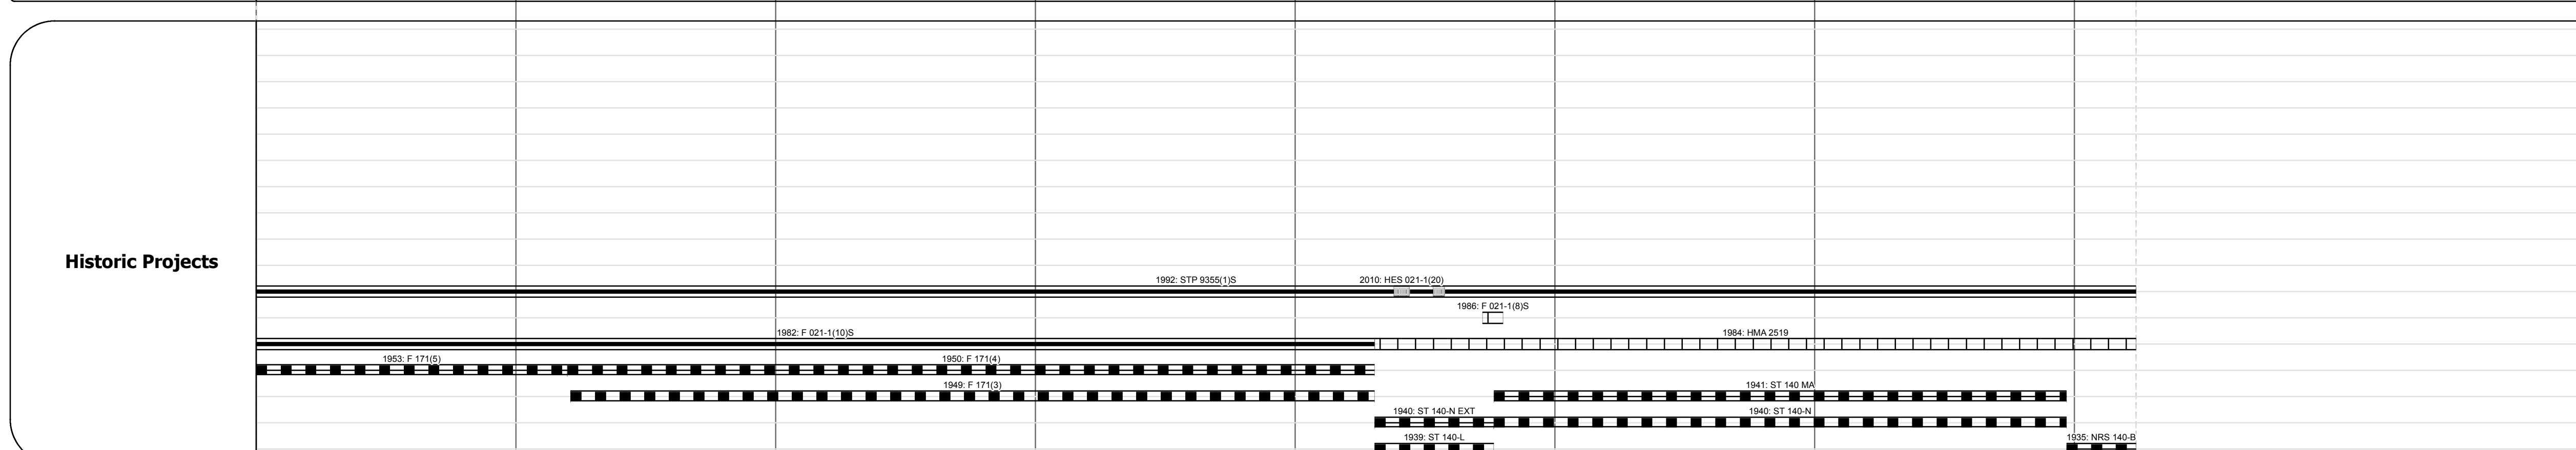 Historic Projects
1992: STP 9355(1)S
2010: HES 021-1(20)
1986: F 021-1(8)S
1982: F 021-1(10)S
1984: HMA 2519
1953: F 171(5)
1950: F 171(4)
1949: F 171(3)
1941: ST 140 MA
1940: ST 140-N EXT
1940: ST 140-N
1939: ST 140-L
1935: NRS 140-B